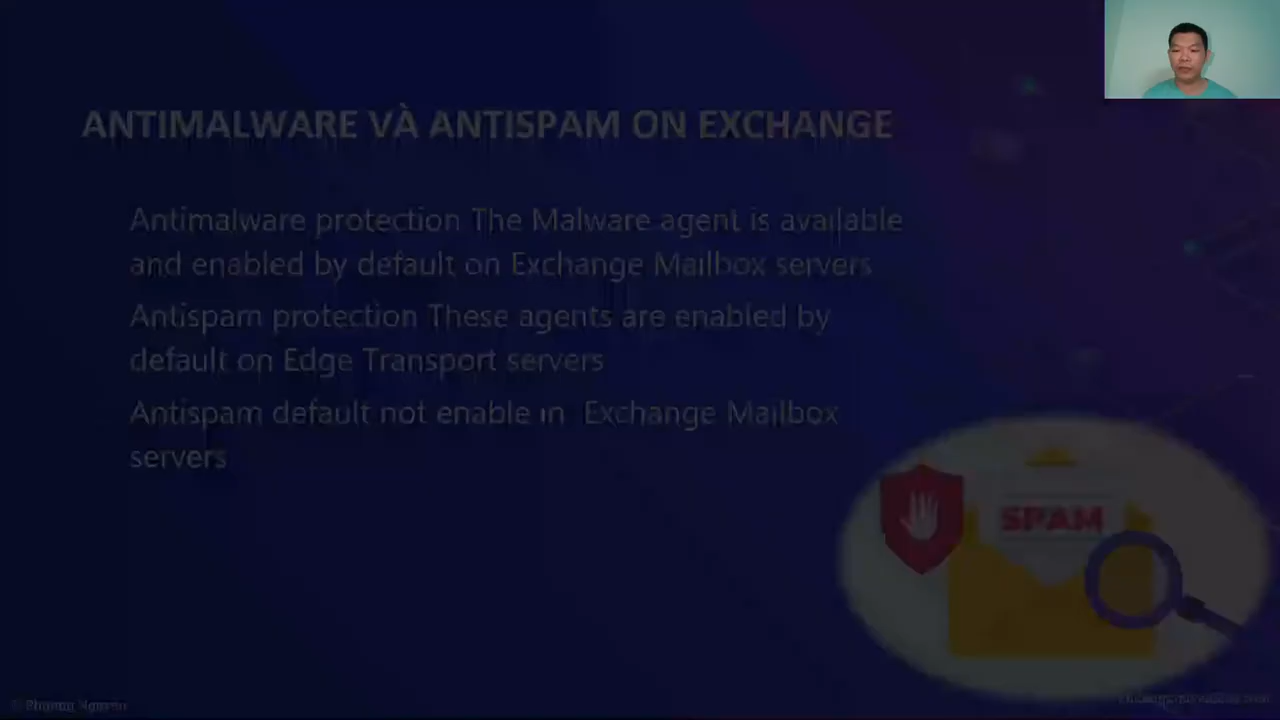 ANTIMALWARE VÀ ANTISPAM ON EXCHANGE
Antimalware protection The Malware agent is available
and enabled by default on Exchange Mailbox servers
Antispam protection These agents are enabled by
default on Edge Transport servers
Antispam default not enable in Exchange Mailbox
servers
SPAM
© Phuong Nguyen